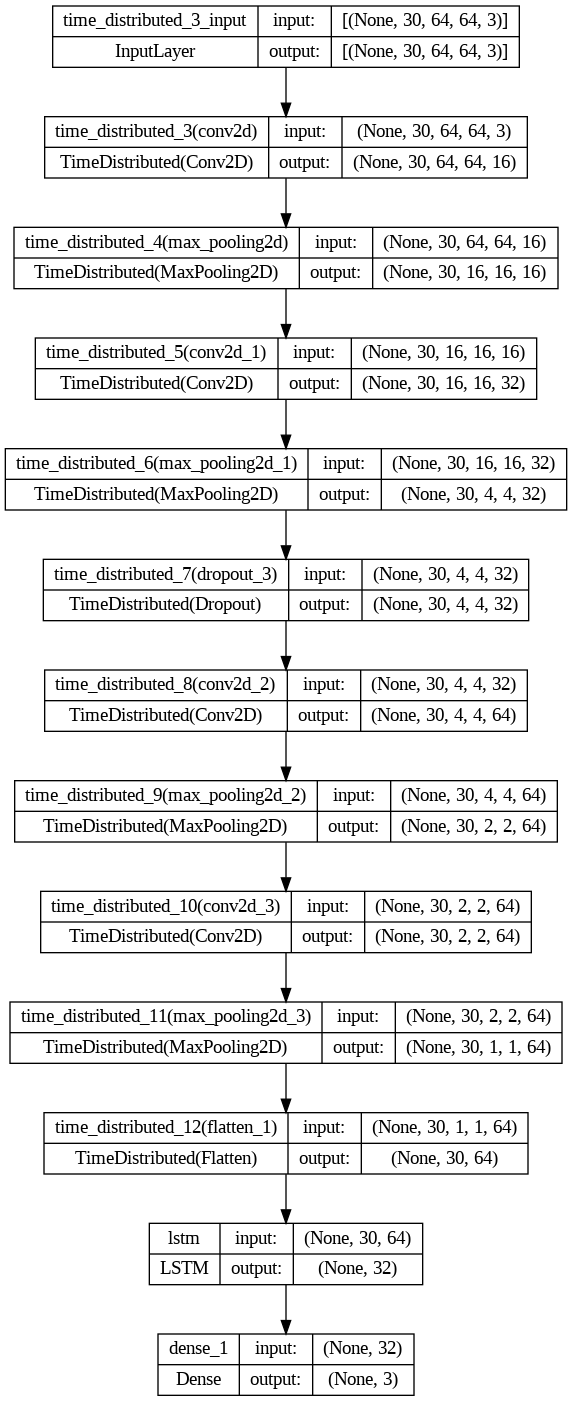 time_distributed_3_input input: [(None, 30, 64, 64, 3)]
InputLayer output: [(None, 30, 64, 64, 3)]
time_distributed_3(conv2d) input: (None, 30, 64, 64, 3)
TimeDistributed(Conv2D) output: (None, 30, 64, 64, 16)
time_distributed_4(max_pooling2d) input: (None, 30, 64, 64, 16)
TimeDistributed(MaxPooling2D) output: (None, 30, 16, 16, 16)
time_distributed_5(conv2d_1) input: (None, 30, 16, 16, 16)
TimeDistributed(Conv2D) output: (None, 30, 16, 16, 32)
time_distributed_6(max_pooling2d_1) input: (None, 30, 16, 16, 32)
TimeDistributed(MaxPooling2D) output: (None, 30, 4, 4, 32)
time_distributed_7(dropout_3) input: (None, 30, 4, 4, 32)
TimeDistributed(Dropout) output: (None, 30, 4, 4, 32)
time_distributed_8(conv2d_2) input: (None, 30, 4, 4, 32)
TimeDistributed(Conv2D) output: (None, 30, 4, 4, 64)
time_distributed_9(max_pooling2d_2) input: (None, 30, 4, 4, 64)
TimeDistributed(MaxPooling2D) output: (None, 30, 2, 2, 64)
time_distributed_10(conv2d_3) input: (None, 30, 2, 2, 64)
TimeDistributed(Conv2D) output: (None, 30, 2, 2, 64)
time_distributed_11(max_pooling2d_3) input: (None, 30, 2, 2, 64)
TimeDistributed(MaxPooling2D) output: (None, 30, 1, 1, 64)
time_distributed_12(flatten_1) input: (None, 30, 1, 1, 64)
TimeDistributed(Flatten) output: (None, 30, 64)
lstm input: (None, 30, 64)
LSTM output: (None, 32)
dense_1 input: (None, 32)
Dense output: (None, 3)